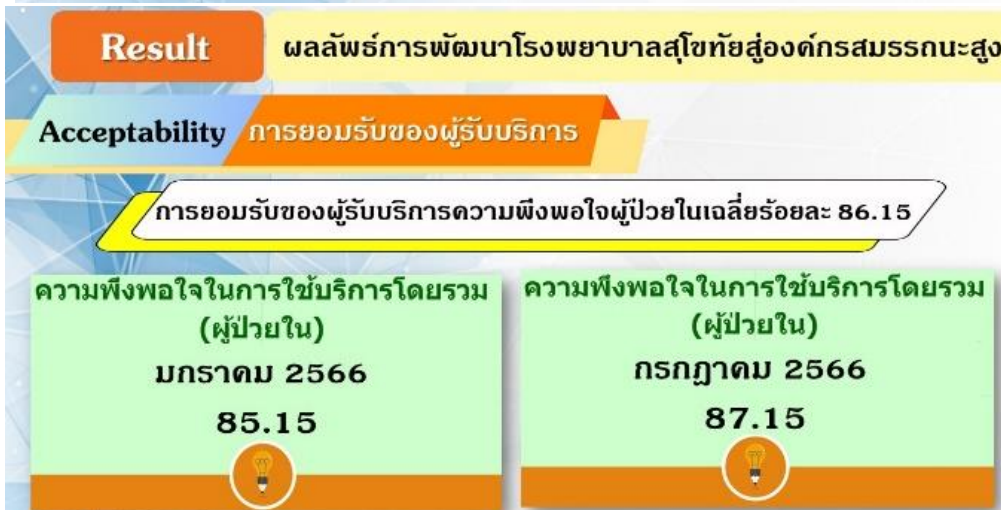 Result
ผลลัพธ์การพัฒนาโรงพยาบาลสุโขทัยสู่องค์กรสมรรถนะสูง
Acceptability
การยอมรับของผู้รับบริการ
การยอมรับของผู้รับบริการความพึงพอใจผู้ป่วยในเฉลี่ยร้อยละ 86.15
ความพึงพอใจในการใช้บริการโดยรวม
(ผู้ป่วยใน)
มกราคม 2566
85.15
ความพึงพอใจในการใช้บริการโดยรวม
(ผู้ป่วยใน)
กรกฎาคม 2566
87.15